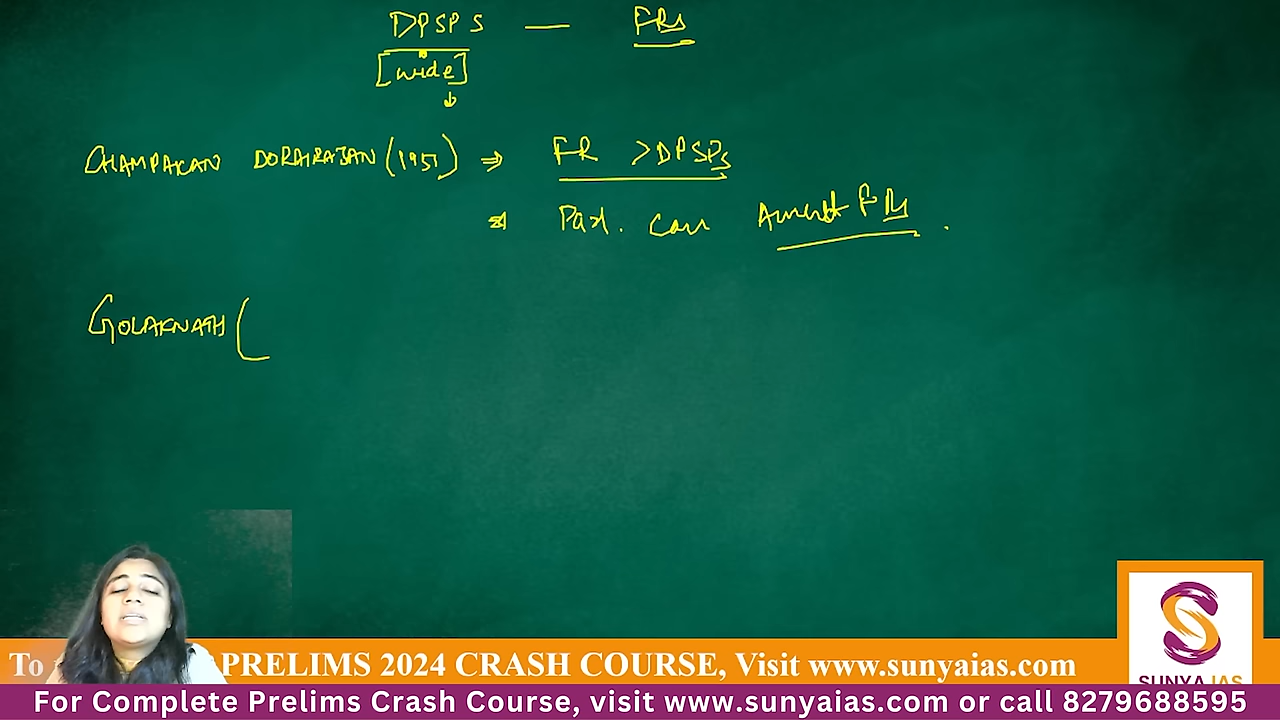 DPSPS — FRs
[wide]
CHAMPAKAN DORAIRAJAN (1951) ⇒ FR > DPSPs
* Parl. can Amend FRs.
GOLAKNATH (
To PRELIMS 2024 CRASH COURSE, Visit www.sunyaias.com
SUNYA IAS
For Complete Prelims Crash Course, visit www.sunyaias.com or call 8279688595